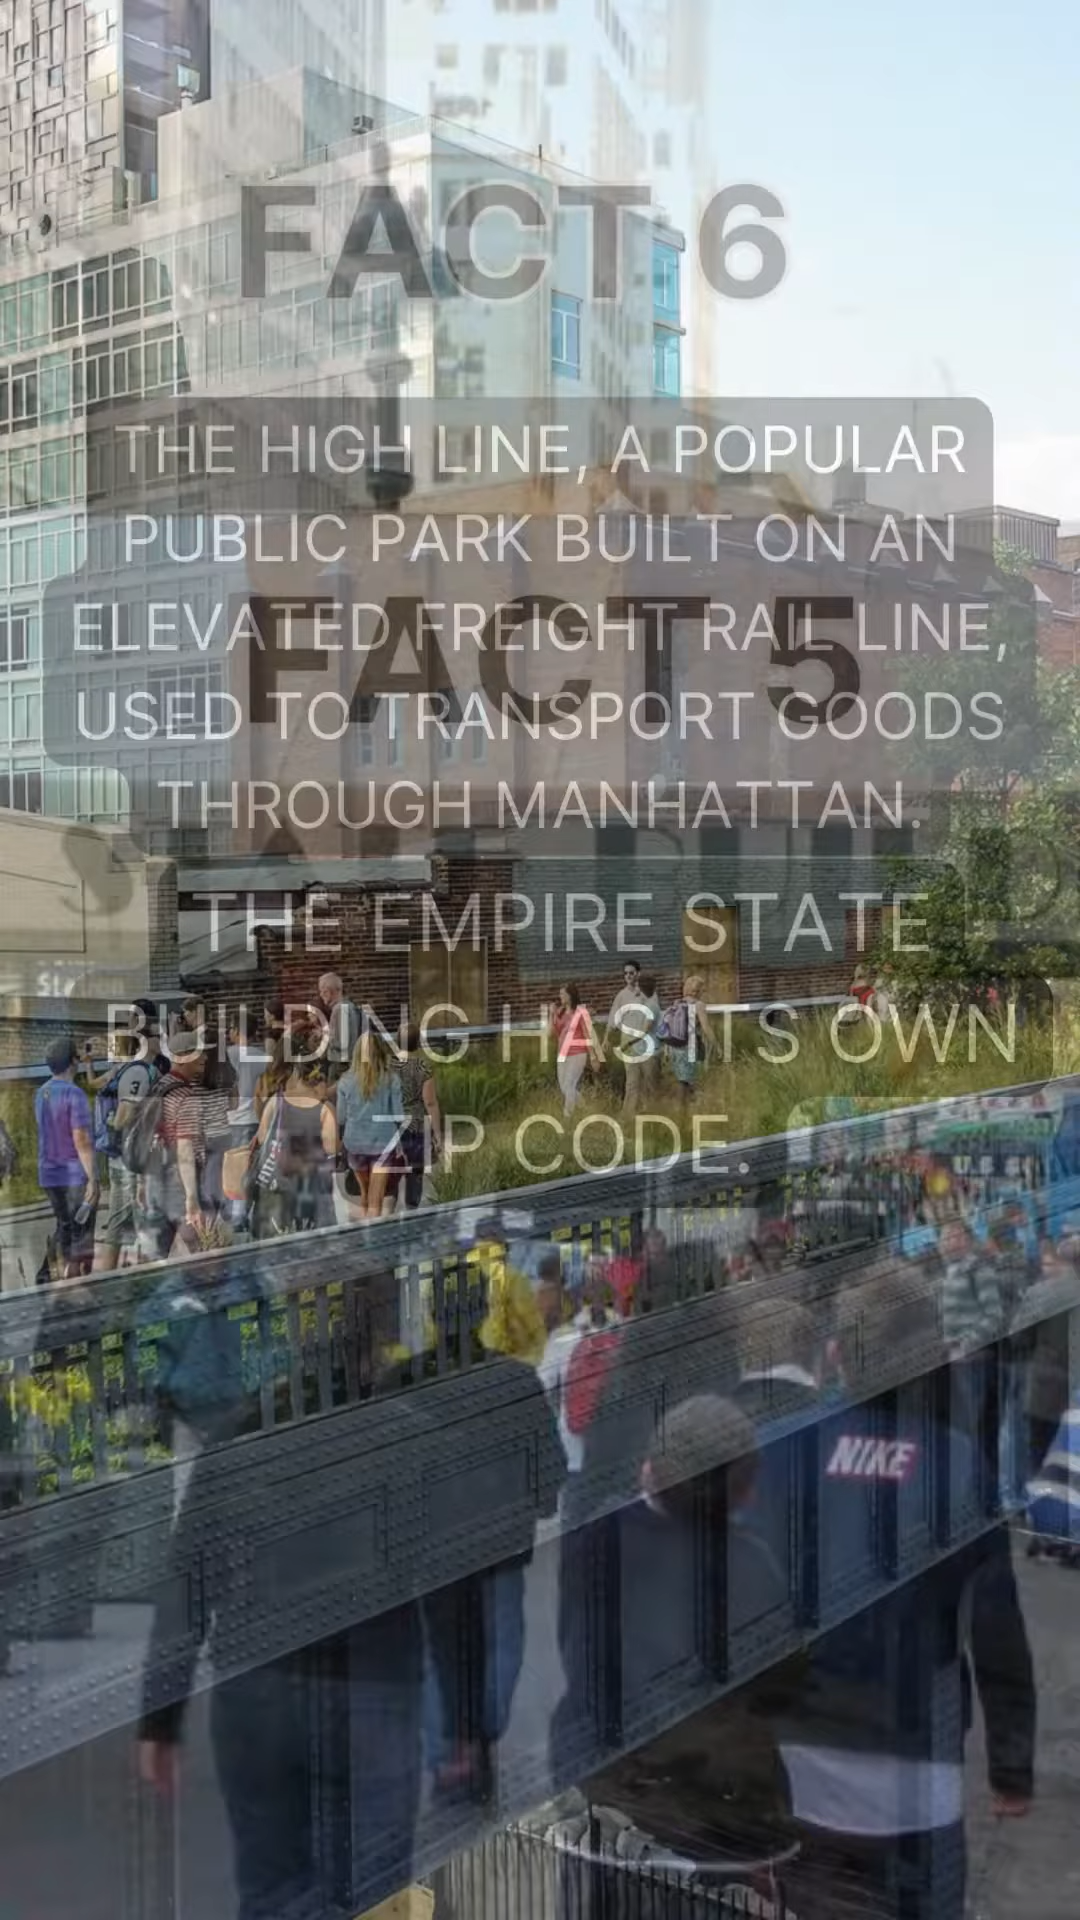 FACT 6
THE HIGH LINE, A POPULAR
PUBLIC PARK BUILT ON AN
ELEVATED FREIGHT RAIL LINE,
USED TO TRANSPORT GOODS
THROUGH MANHATTAN.
FACT 5
THE EMPIRE STATE
BUILDING HAS ITS OWN
ZIP CODE.
3
NIKE